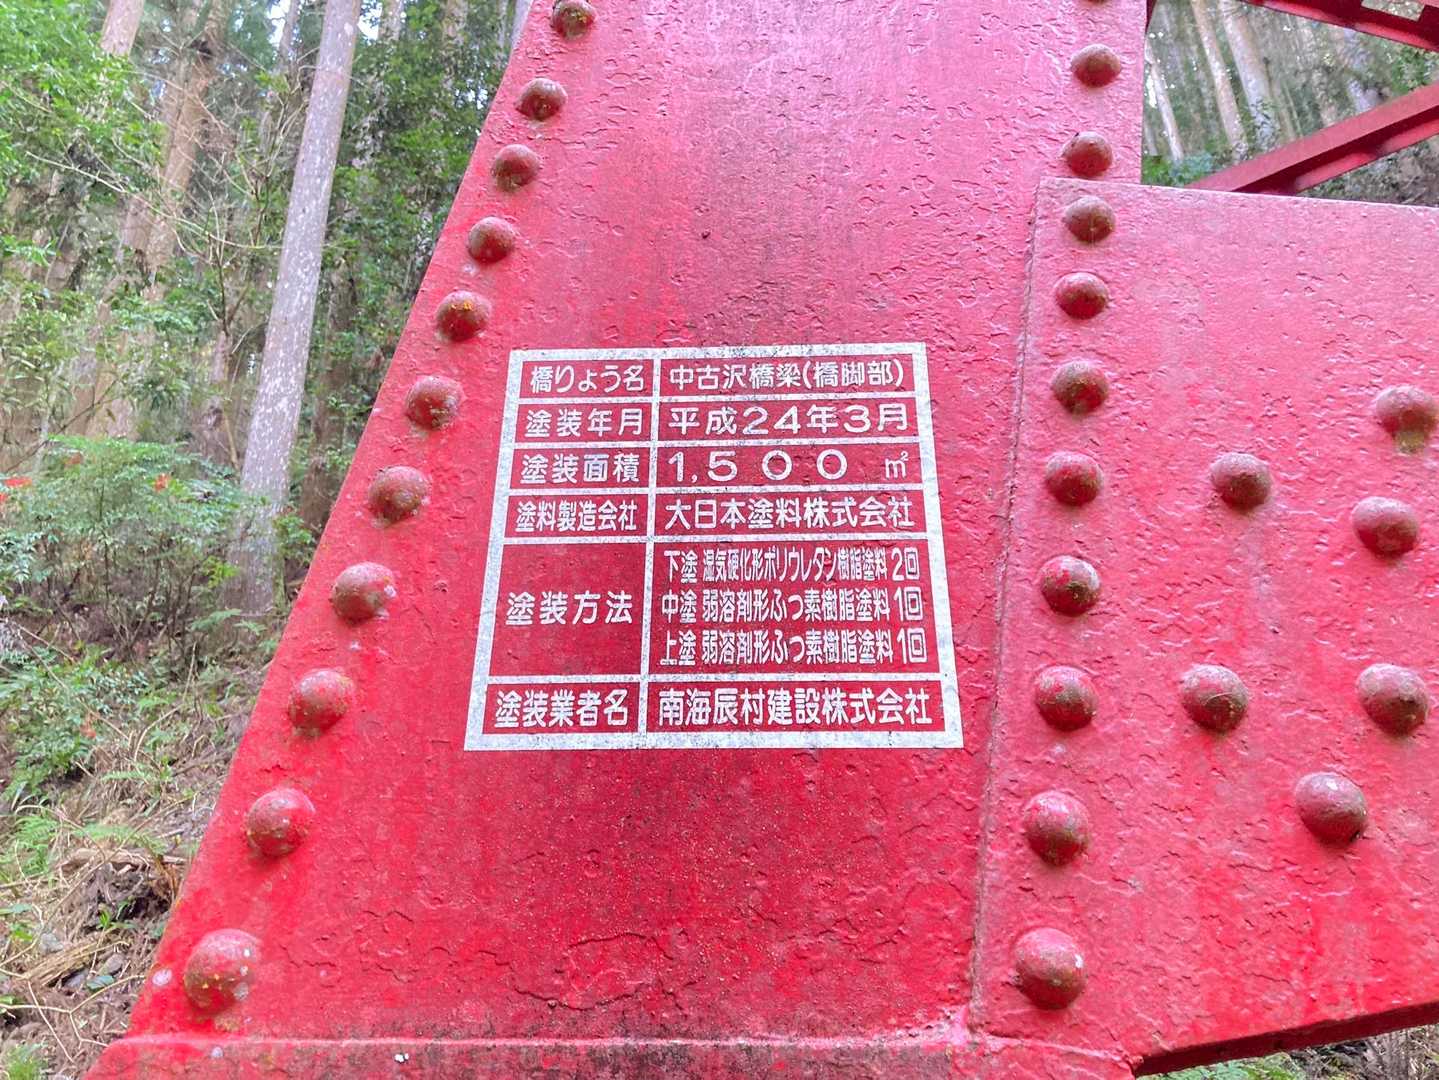 橋りょう名 中古沢橋梁(橋脚部)
塗装年月 平成24年3月
塗装面積 1,500 ㎡
塗料製造会社 大日本塗料株式会社
塗装方法
下塗 湿気硬化形ポリウレタン樹脂塗料 2回
中塗 弱溶剤形ふっ素樹脂塗料 1回
上塗 弱溶剤形ふっ素樹脂塗料 1回
塗装業者名 南海辰村建設株式会社